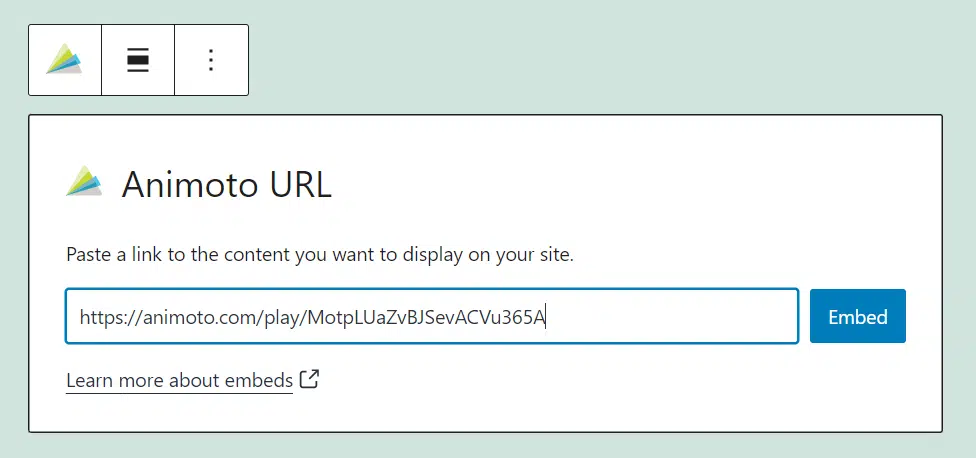 Animoto URL
Paste a link to the content you want to display on your site.
https://animoto.com/play/MotpLUaZvBJSevACVu365A
Embed
Learn more about embeds